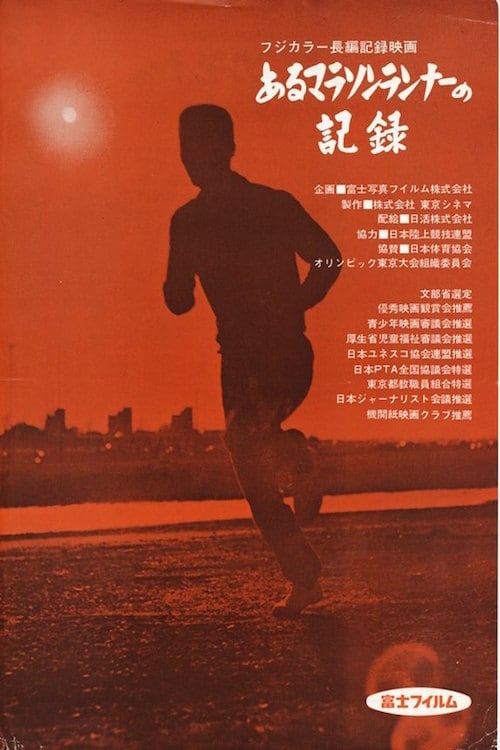 フジカラー長編記録映画
あるマラソンランナーの
記録
企画■富士写真フイルム株式会社
製作■株式会社 東京シネマ
配給■日活株式会社
協力■日本陸上競技連盟
協賛■日本体育協会
オリンピック東京大会組織委員会
文部省選定
優秀映画観賞会推薦
青少年映画審議会推選
厚生省児童福祉審議会推選
日本ユネスコ協会連盟推選
日本PTA全国協議会特選
東京都教職員組合特選
日本ジャーナリスト会議推選
機関紙映画クラブ推薦
富士フイルム